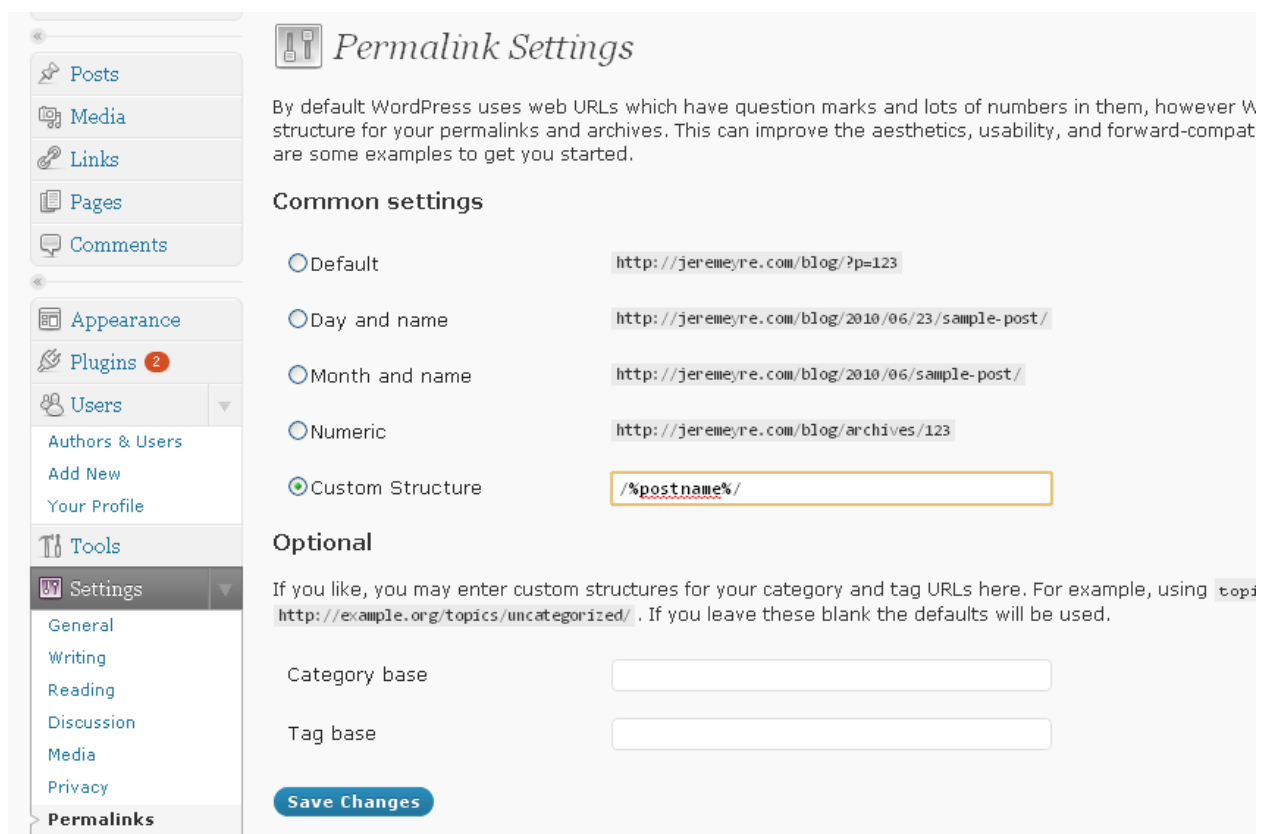 Posts
Media
Links
Pages
Comments
Appearance
Plugins 2
Users
Authors & Users
Add New
Your Profile
Tools
Settings
General
Writing
Reading
Discussion
Media
Privacy
Permalinks
Permalink Settings
By default WordPress uses web URLs which have question marks and lots of numbers in them, however W
structure for your permalinks and archives. This can improve the aesthetics, usability, and forward-compat
are some examples to get you started.
Common settings
Default http://jeremeyre.com/blog/?p=123
Day and name http://jeremeyre.com/blog/2010/06/23/sample-post/
Month and name http://jeremeyre.com/blog/2010/06/sample-post/
Numeric http://jeremeyre.com/blog/archives/123
Custom Structure /%postname%/
Optional
If you like, you may enter custom structures for your category and tag URLs here. For example, using topi
http://example.org/topics/uncategorized/ . If you leave these blank the defaults will be used.
Category base
Tag base
Save Changes